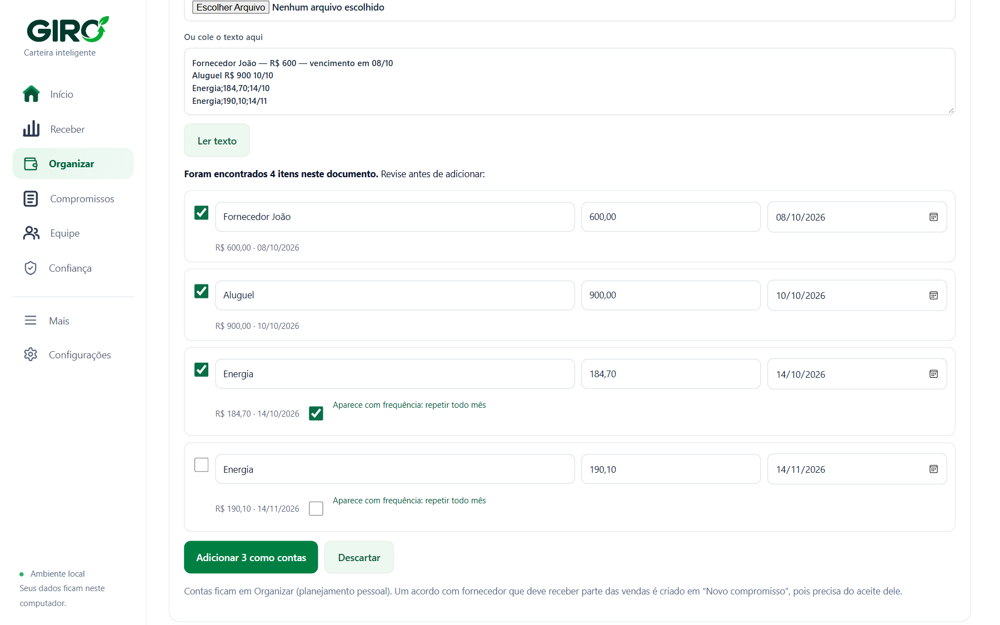 GIRO
Carteira inteligente
Início
Receber
Organizar
Compromissos
Equipe
Confiança
Mais
Configurações
Ambiente local
Seus dados ficam neste
computador.
Escolher Arquivo Nenhum arquivo escolhido
Ou cole o texto aqui
Fornecedor João — R$ 600 — vencimento em 08/10
Aluguel R$ 900 10/10
Energia;184,70;14/10
Energia;190,10;14/11
Ler texto
Foram encontrados 4 itens neste documento. Revise antes de adicionar:
Fornecedor João 600,00 08/10/2026
R$ 600,00 · 08/10/2026
Aluguel 900,00 10/10/2026
R$ 900,00 · 10/10/2026
Energia 184,70 14/10/2026
R$ 184,70 · 14/10/2026 Aparece com frequência: repetir todo mês
Energia 190,10 14/11/2026
R$ 190,10 · 14/11/2026 Aparece com frequência: repetir todo mês
Adicionar 3 como contas Descartar
Contas ficam em Organizar (planejamento pessoal). Um acordo com fornecedor que deve receber parte das vendas é criado em “Novo compromisso”, pois precisa do aceite dele.